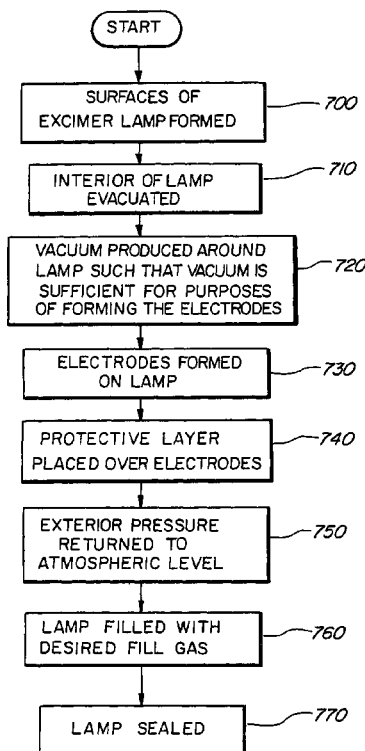 START
SURFACES OF
EXCIMER LAMP FORMED
700
INTERIOR OF LAMP
EVACUATED
710
VACUUM PRODUCED AROUND
LAMP SUCH THAT VACUUM IS
SUFFICIENT FOR PURPOSES
OF FORMING THE ELECTRODES
720
ELECTRODES FORMED
ON LAMP
730
PROTECTIVE LAYER
PLACED OVER ELECTRODES
740
EXTERIOR PRESSURE
RETURNED TO
ATMOSPHERIC LEVEL
750
LAMP FILLED WITH
DESIRED FILL GAS
760
LAMP SEALED
770